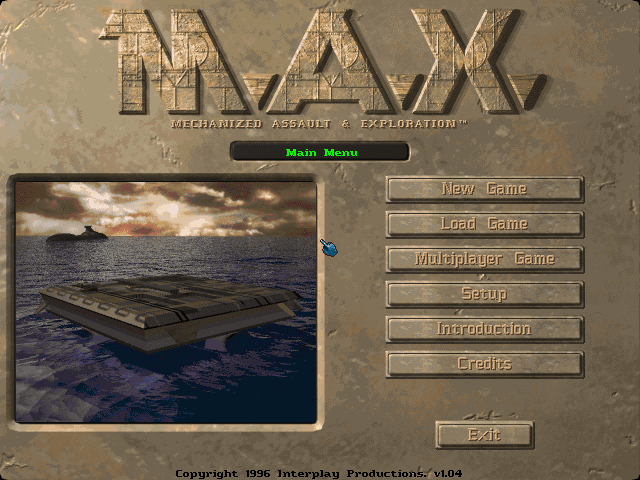 M.A.X.
MECHANIZED ASSAULT & EXPLORATION™
Main Menu
New Game
Load Game
Multiplayer Game
Setup
Introduction
Credits
Exit
Copyright 1996 Interplay Productions. v1.04